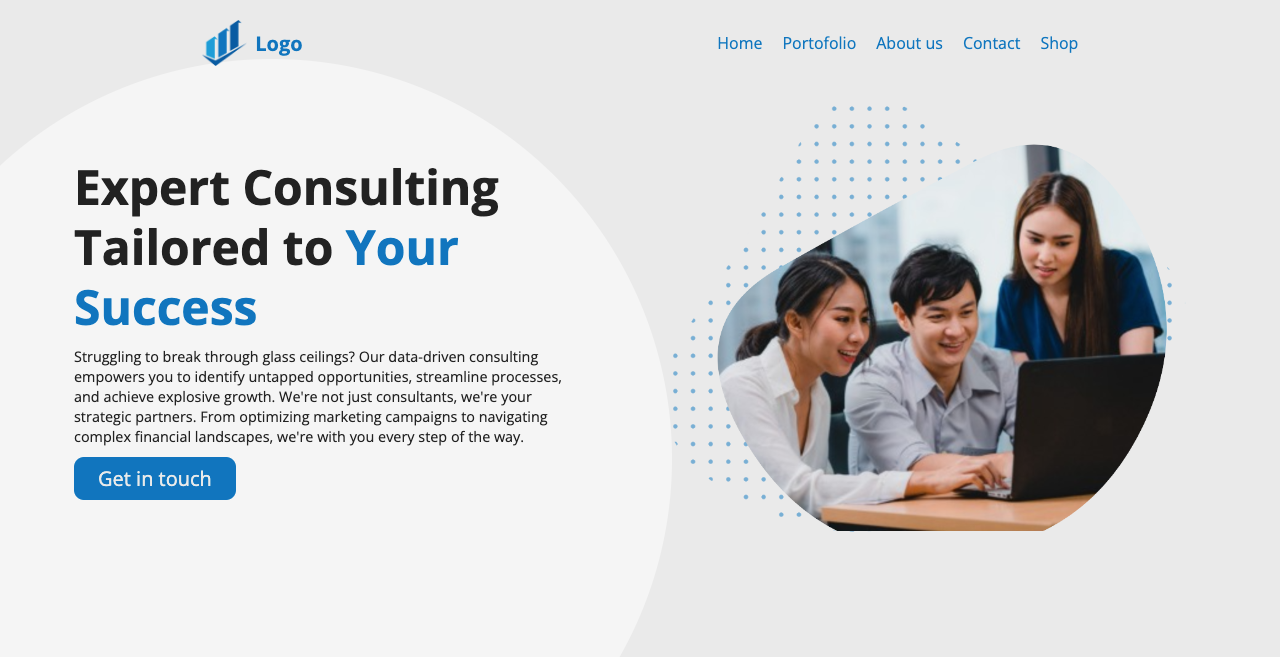 Logo
Home Portofolio About us Contact Shop
Expert Consulting
Tailored to Your
Success
Struggling to break through glass ceilings? Our data-driven consulting
empowers you to identify untapped opportunities, streamline processes,
and achieve explosive growth. We're not just consultants, we're your
strategic partners. From optimizing marketing campaigns to navigating
complex financial landscapes, we're with you every step of the way.
Get in touch